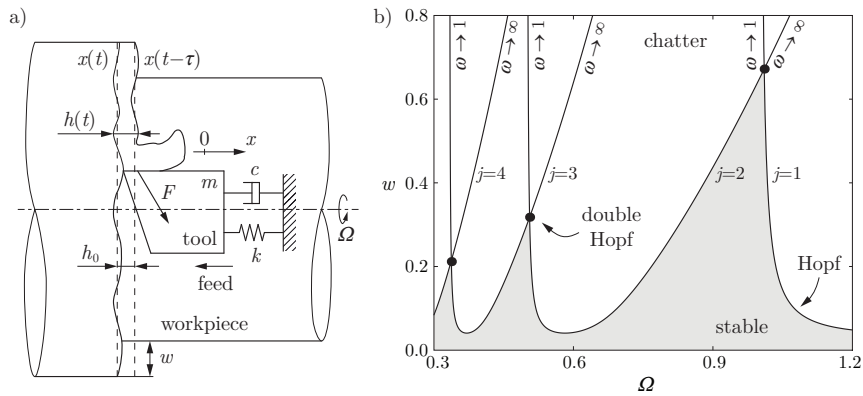 a)
x(t)
x(t−τ)
h(t)
0
x
F
m
c
Ω
tool
k
h₀
feed
workpiece
w
b)
0.8
0.6
w
0.4
0.2
0.0
ω→1
ω→∞
ω→1
ω→∞
chatter
ω→1
ω→∞
j=4
j=3
j=2
j=1
double
Hopf
Hopf
stable
0.3
0.6
0.9
1.2
Ω